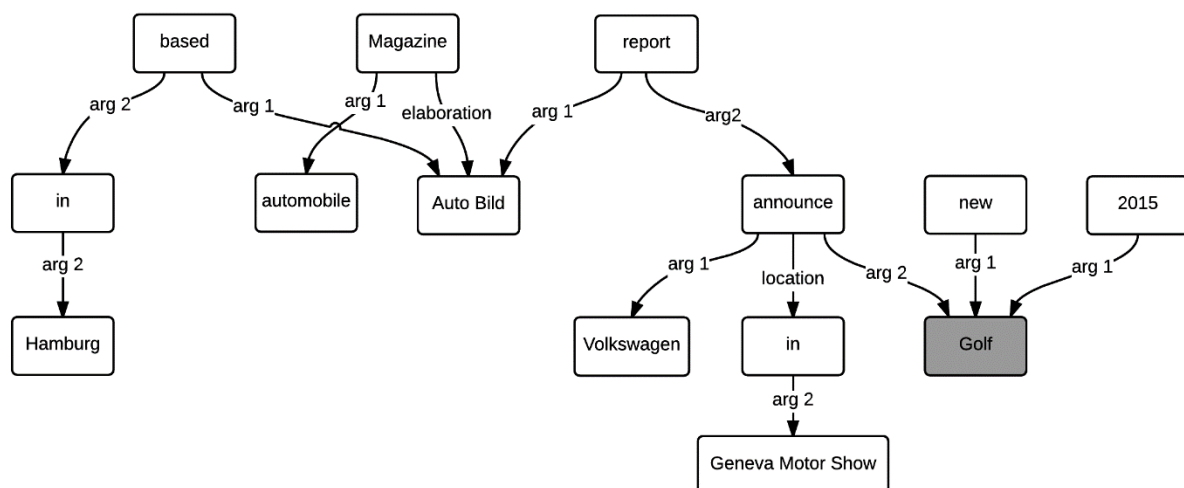 based
Magazine
report
arg 2
arg 1
arg 1
elaboration
arg 1
arg2
in
automobile
Auto Bild
announce
new
2015
arg 2
arg 1
location
arg 2
arg 1
arg 1
Hamburg
Volkswagen
in
Golf
arg 2
Geneva Motor Show